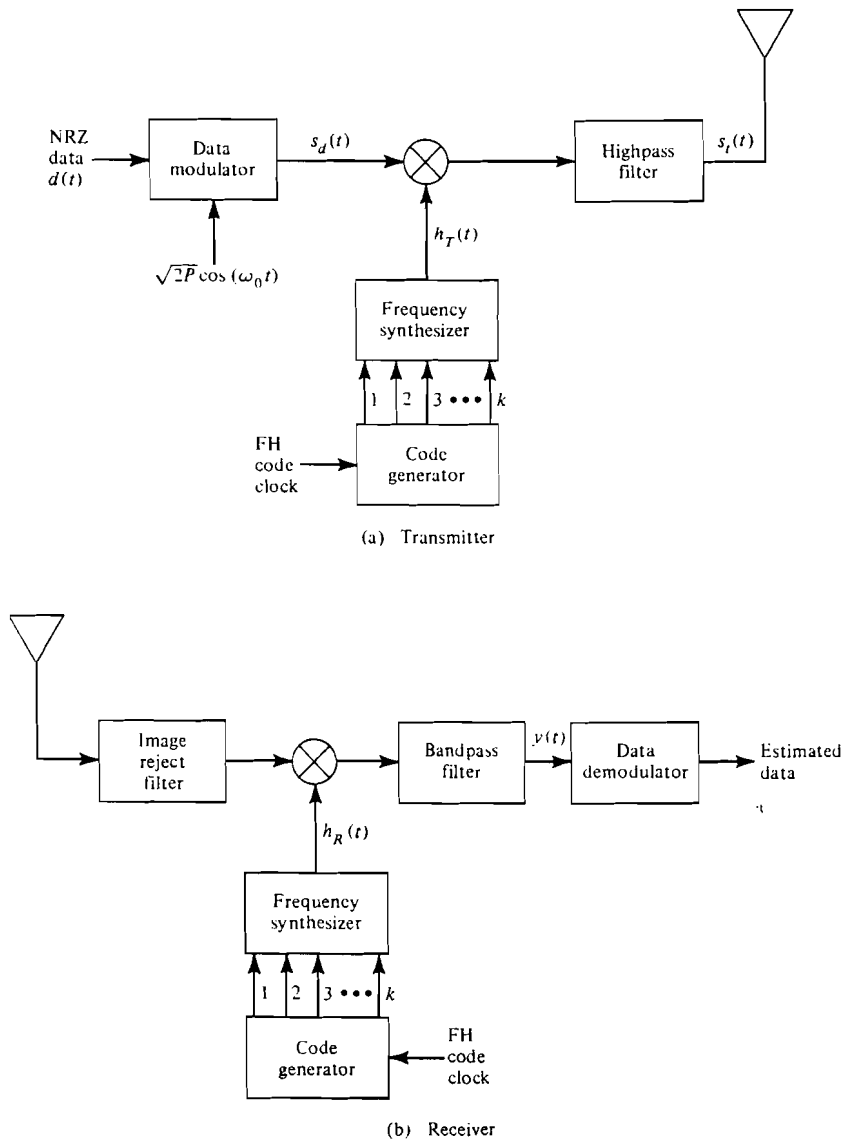 NRZ
data
d(t)
Data
modulator
s_d(t)
Highpass
filter
s_t(t)
√2P cos (ω_0 t)
h_T(t)
Frequency
synthesizer
1 2 3 ••• k
FH
code
clock
Code
generator
(a) Transmitter
Image
reject
filter
Bandpass
filter
y(t)
Data
demodulator
Estimated
data
h_R(t)
Frequency
synthesizer
1 2 3 •••• k
Code
generator
FH
code
clock
(b) Receiver